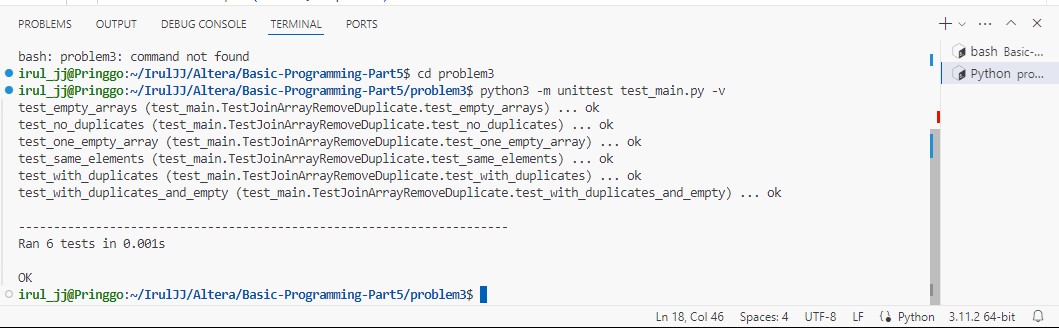 PROBLEMS OUTPUT DEBUG CONSOLE TERMINAL PORTS
bash: problem3: command not found
irul_jj@Pringgo:~/IrulJJ/Altera/Basic-Programming-Part5$ cd problem3
irul_jj@Pringgo:~/IrulJJ/Altera/Basic-Programming-Part5/problem3$ python3 -m unittest test_main.py -v
test_empty_arrays (test_main.TestJoinArrayRemoveDuplicate.test_empty_arrays) ... ok
test_no_duplicates (test_main.TestJoinArrayRemoveDuplicate.test_no_duplicates) ... ok
test_one_empty_array (test_main.TestJoinArrayRemoveDuplicate.test_one_empty_array) ... ok
test_same_elements (test_main.TestJoinArrayRemoveDuplicate.test_same_elements) ... ok
test_with_duplicates (test_main.TestJoinArrayRemoveDuplicate.test_with_duplicates) ... ok
test_with_duplicates_and_empty (test_main.TestJoinArrayRemoveDuplicate.test_with_duplicates_and_empty) ... ok
----------------------------------------------------------------------
Ran 6 tests in 0.001s
OK
irul_jj@Pringgo:~/IrulJJ/Altera/Basic-Programming-Part5/problem3$
bash Basic-...
Python pro...
Ln 18, Col 46 Spaces: 4 UTF-8 LF Python 3.11.2 64-bit